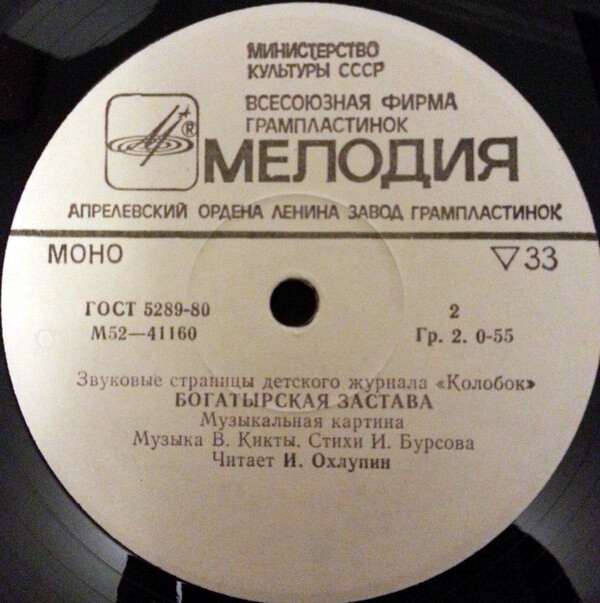 МИНИСТЕРСТВО
КУЛЬТУРЫ СССР
ВСЕСОЮЗНАЯ ФИРМА
ГРАМПЛАСТИНОК
®
МЕЛОДИЯ
АПРЕЛЕВСКИЙ ОРДЕНА ЛЕНИНА ЗАВОД ГРАМПЛАСТИНОК
МОНО ▽33
ГОСТ 5289-80 2
М52—41160 Гр. 2. 0-55
Звуковые страницы детского журнала «Колобок»
БОГАТЫРСКАЯ ЗАСТАВА
Музыкальная картина
Музыка В. Кикты. Стихи И. Бурсова
Читает И. Охлупин